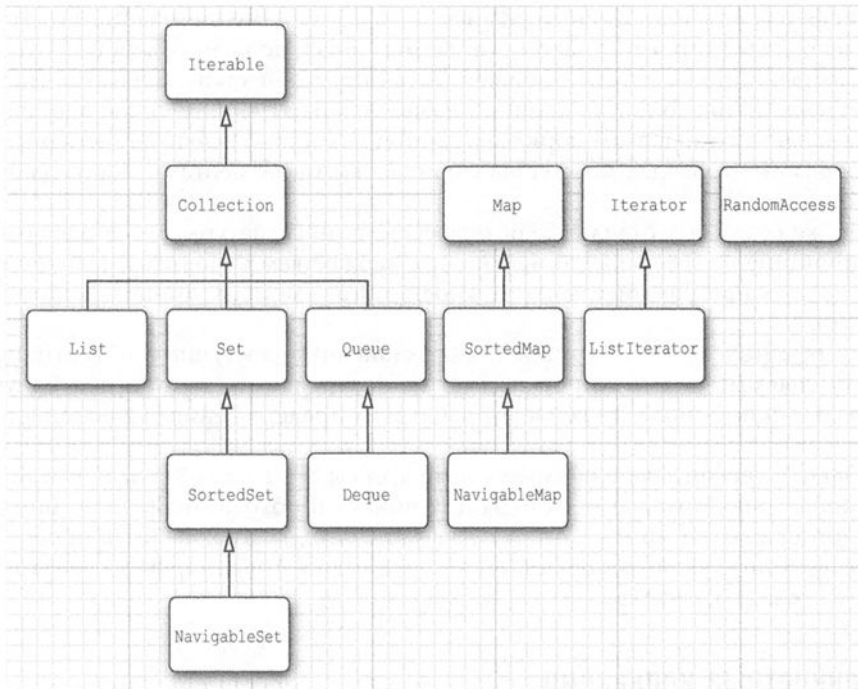 Iterable
Collection
Map
Iterator
RandomAccess
List
Set
Queue
SortedMap
ListIterator
SortedSet
Deque
NavigableMap
NavigableSet